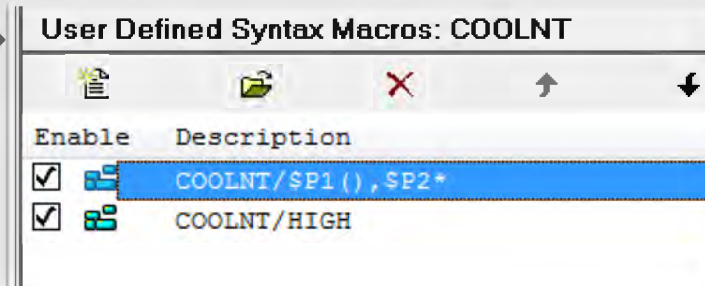 User Defined Syntax Macros: COOLNT
Enable Description
COOLNT/$P1(),$P2*
COOLNT/HIGH